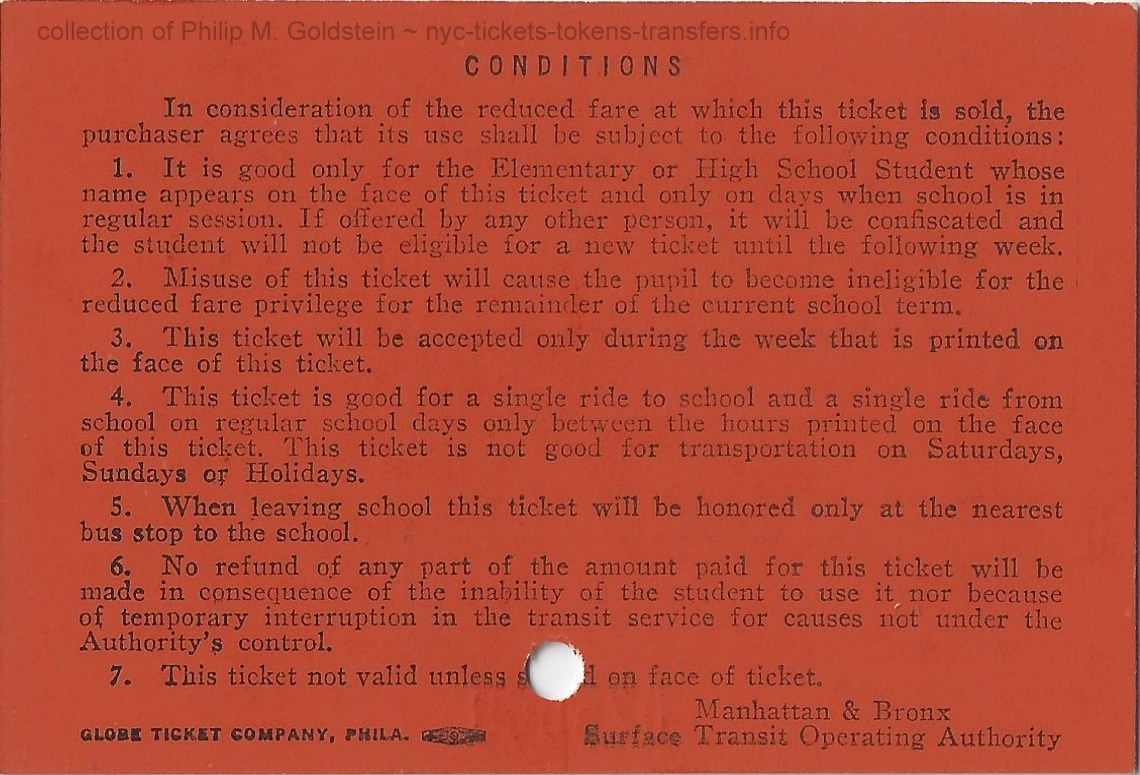 collection of Philip M. Goldstein ~ nyc-tickets-tokens-transfers.info
CONDITIONS
In consideration of the reduced fare at which this ticket is sold, the
purchaser agrees that its use shall be subject to the following conditions:
1. It is good only for the Elementary or High School Student whose
name appears on the face of this ticket and only on days when school is in
regular session. If offered by any other person, it will be confiscated and
the student will not be eligible for a new ticket until the following week.
2. Misuse of this ticket will cause the pupil to become ineligible for the
reduced fare privilege for the remainder of the current school term.
3. This ticket will be accepted only during the week that is printed on
the face of this ticket.
4. This ticket is good for a single ride to school and a single ride from
school on regular school days only between the hours printed on the face
of this ticket. This ticket is not good for transportation on Saturdays,
Sundays or Holidays.
5. When leaving school this ticket will be honored only at the nearest
bus stop to the school.
6. No refund of any part of the amount paid for this ticket will be
made in consequence of the inability of the student to use it nor because
of temporary interruption in the transit service for causes not under the
Authority's control.
7. This ticket not valid unless on face of ticket.
Manhattan & Bronx
GLOBE TICKET COMPANY, PHILA. Surface Transit Operating Authority